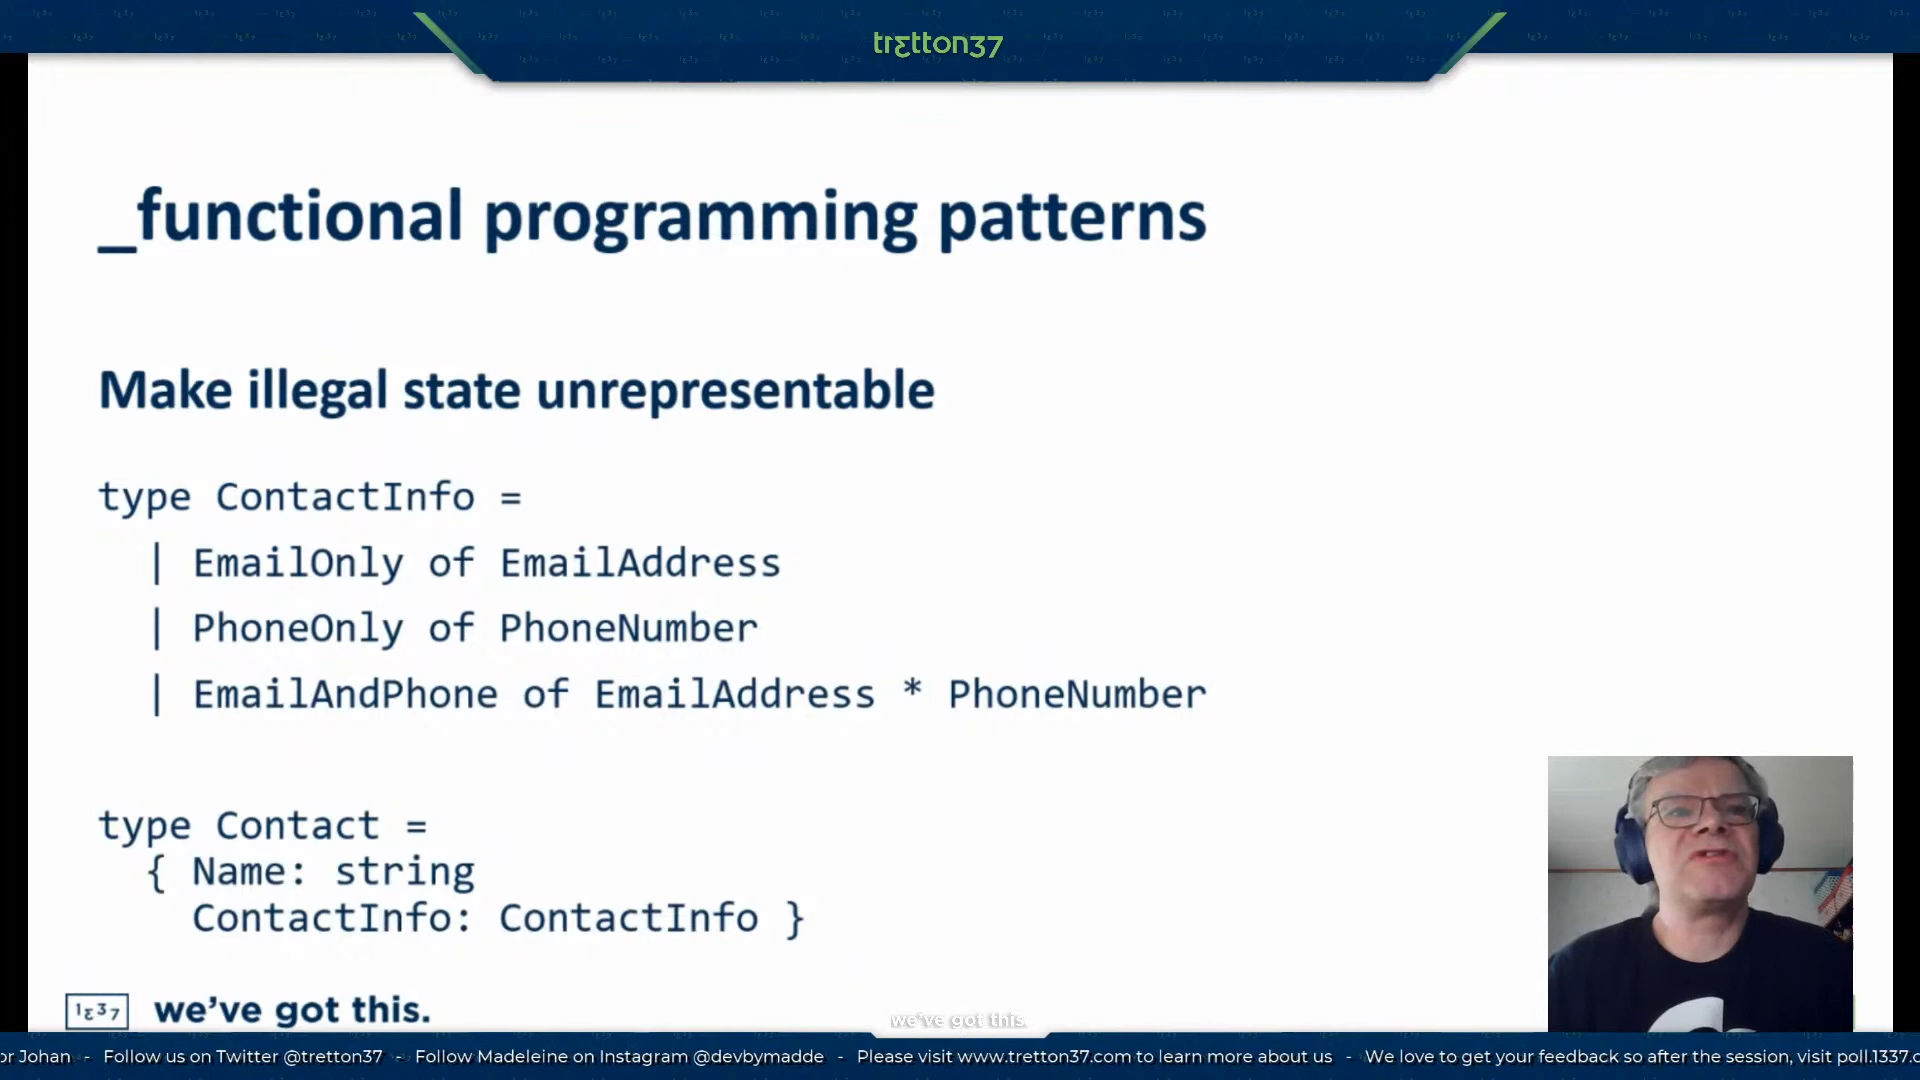 trɛtton37
_functional programming patterns
Make illegal state unrepresentable
type ContactInfo =
| EmailOnly of EmailAddress
| PhoneOnly of PhoneNumber
| EmailAndPhone of EmailAddress * PhoneNumber
type Contact =
{ Name: string
ContactInfo: ContactInfo }
1ɛ37 we've got this.
we've got this.
or Johan - Follow us on Twitter @tretton37 - Follow Madeleine on Instagram @devbymadde - Please visit www.tretton37.com to learn more about us - We love to get your feedback so after the session, visit poll.1337.c